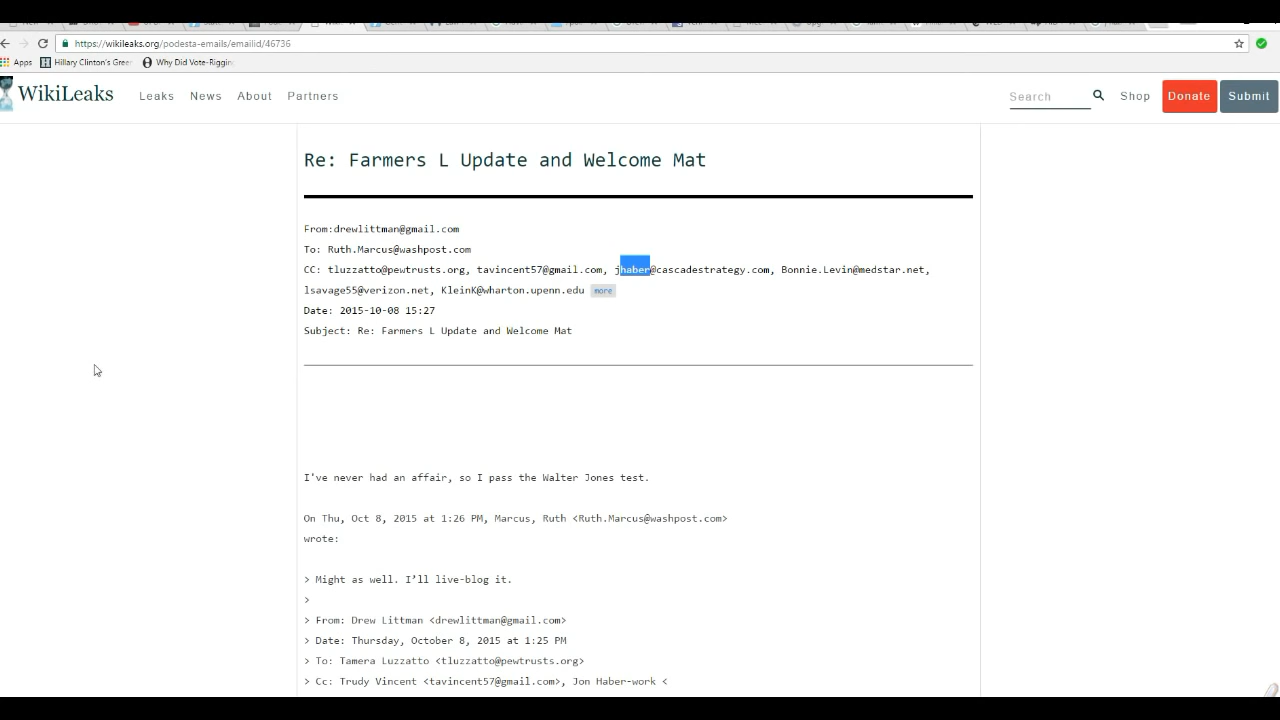 https://wikileaks.org/podesta-emails/emailid/46736
Apps Hillary Clinton's Gree Why Did Vote-Rigging
WikiLeaks Leaks News About Partners Search Shop Donate Submit
Re: Farmers L Update and Welcome Mat
From:drewlittman@gmail.com
To: Ruth.Marcus@washpost.com
CC: tluzzatto@pewtrusts.org, tavincent57@gmail.com, jhaber@cascadestrategy.com, Bonnie.Levin@medstar.net,
lsavage55@verizon.net, KleinK@wharton.upenn.edu more
Date: 2015-10-08 15:27
Subject: Re: Farmers L Update and Welcome Mat
I've never had an affair, so I pass the Walter Jones test.
On Thu, Oct 8, 2015 at 1:26 PM, Marcus, Ruth <Ruth.Marcus@washpost.com>
wrote:
> Might as well. I’ll live-blog it.
>
> From: Drew Littman <drewlittman@gmail.com>
> Date: Thursday, October 8, 2015 at 1:25 PM
> To: Tamera Luzzatto <tluzzatto@pewtrusts.org>
> Cc: Trudy Vincent <tavincent57@gmail.com>, Jon Haber-work <